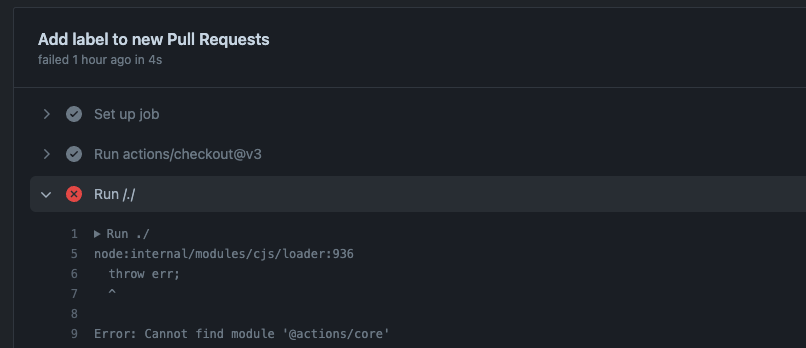 Add label to new Pull Requests
failed 1 hour ago in 4s
Set up job
Run actions/checkout@v3
Run /./
1 ▶ Run ./
5 node:internal/modules/cjs/loader:936
6 throw err;
7 ^
8
9 Error: Cannot find module '@actions/core'